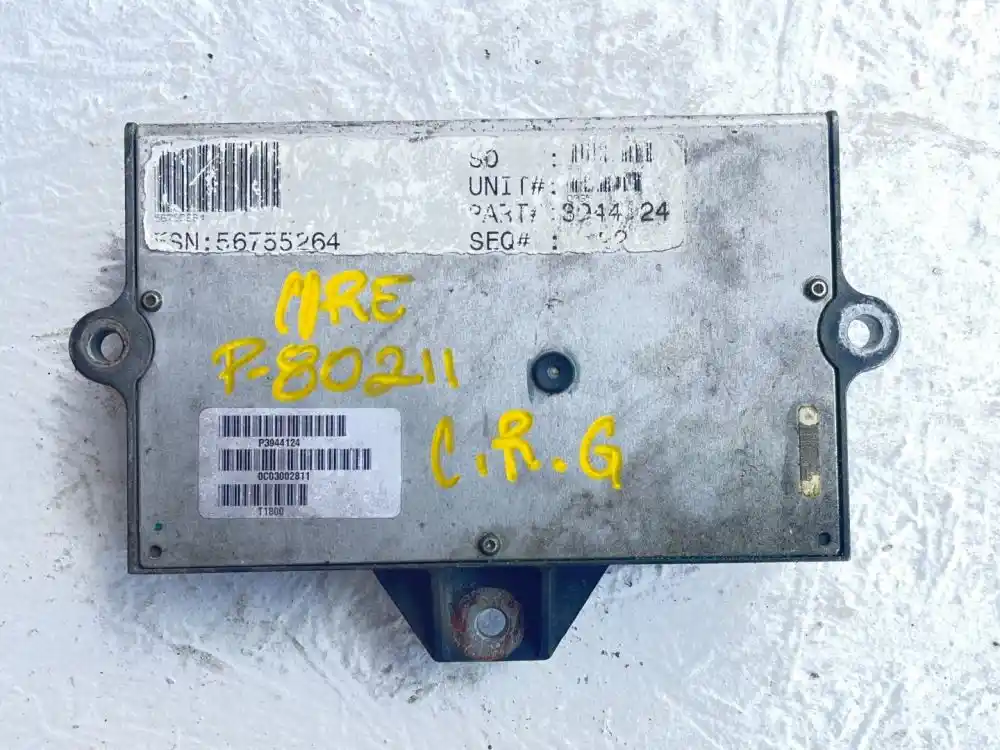 SO :
UNIT#:
PART# :3944124
ESN:56755264
SEQ# :
MRE
P-80211
C.R.G
P3944124
0C03002811
T1800